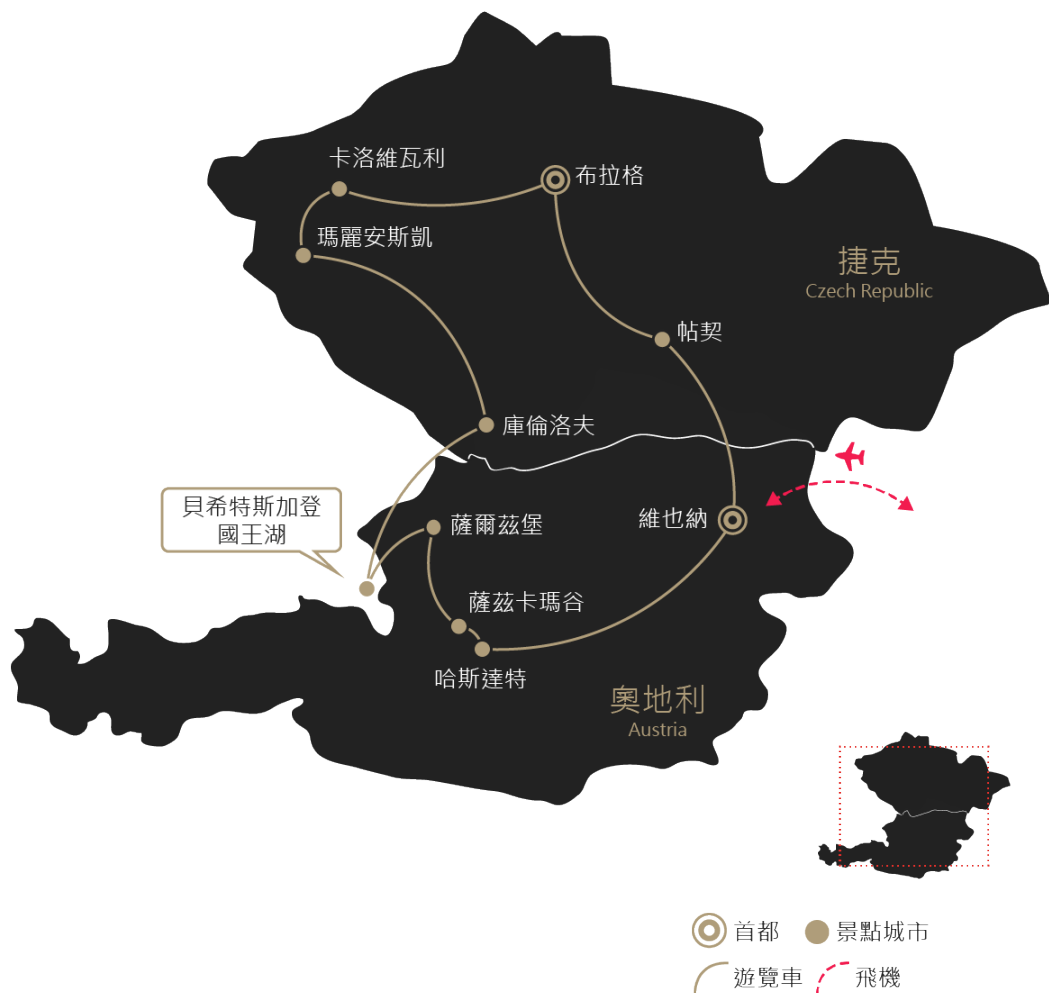 卡洛維瓦利
布拉格
瑪麗安斯凱
捷克
Czech Republic
帖契
庫倫洛夫
貝希特斯加登
國王湖
薩爾茲堡
維也納
薩茲卡瑪谷
哈斯達特
奧地利
Austria
首都
景點城市
遊覽車
飛機